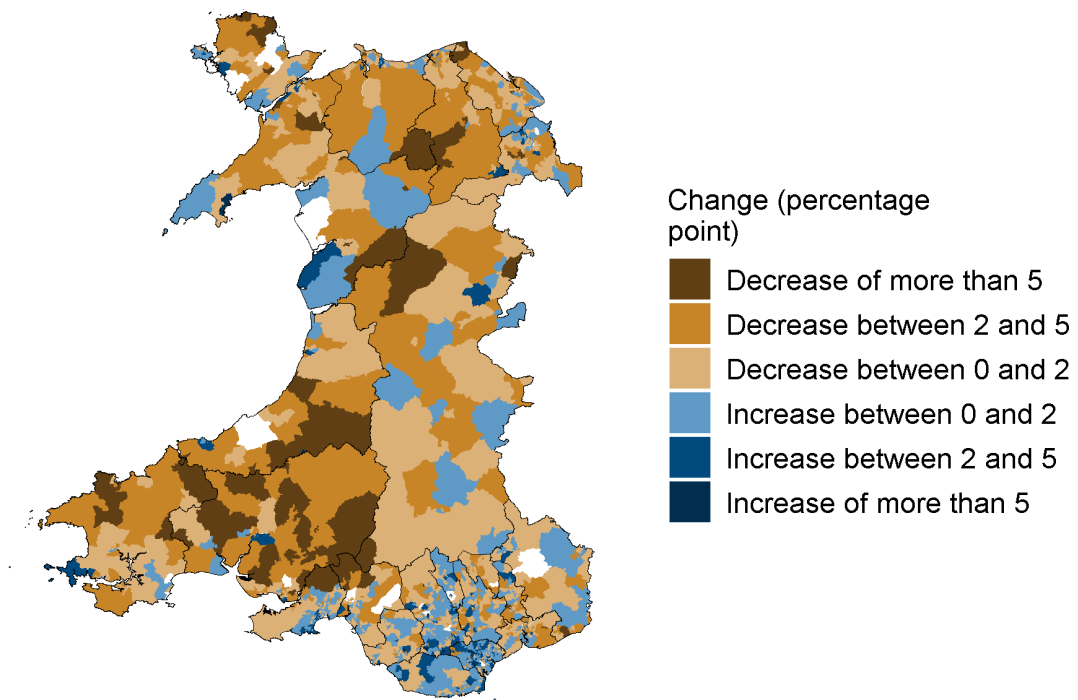 Change (percentage
point)
Decrease of more than 5
Decrease between 2 and 5
Decrease between 0 and 2
Increase between 0 and 2
Increase between 2 and 5
Increase of more than 5